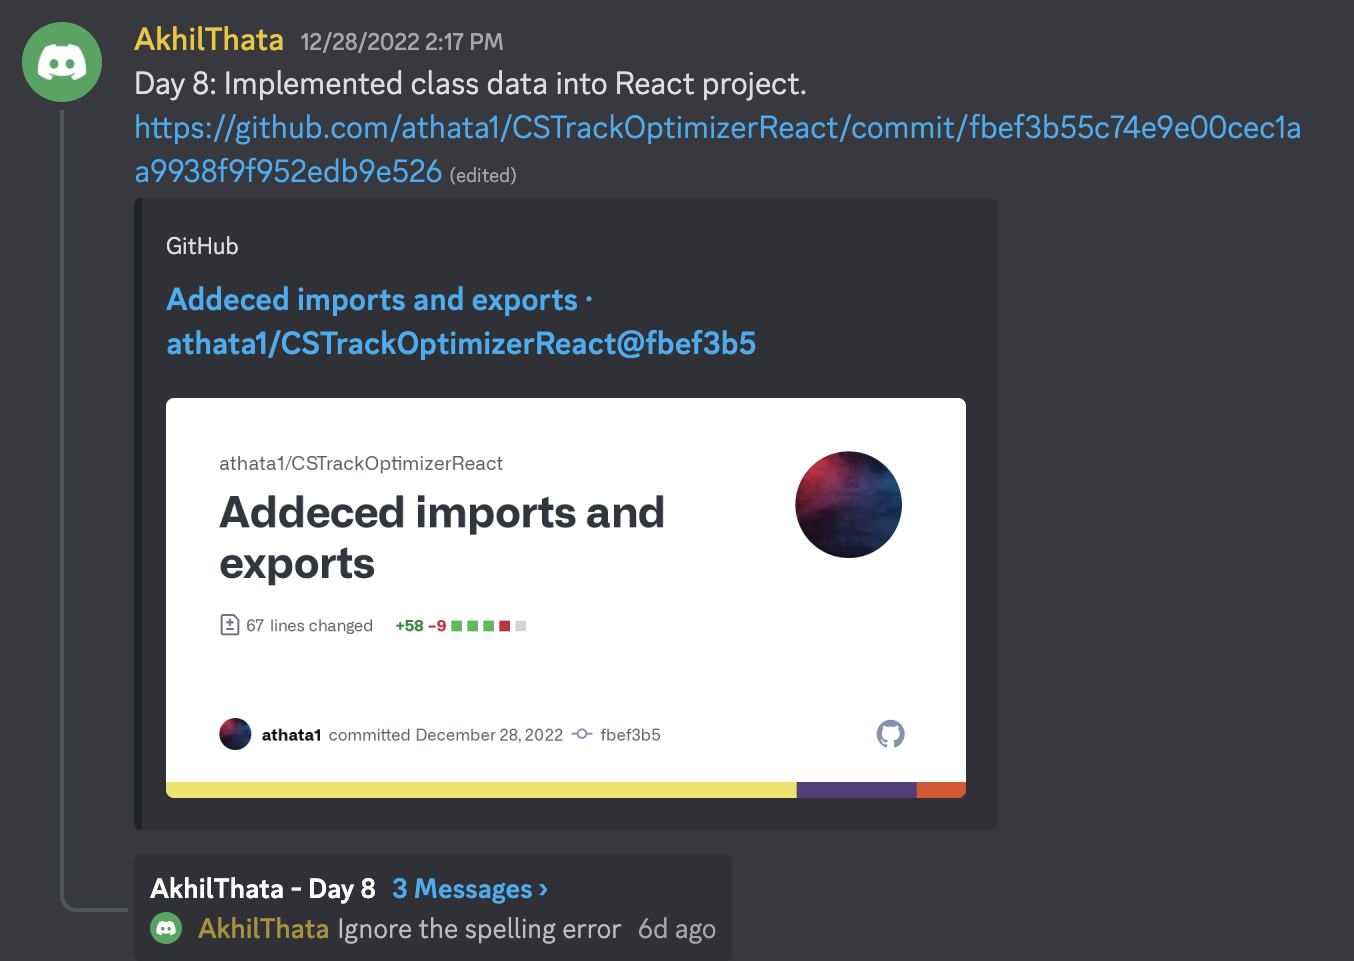 AkhilThata 12/28/2022 2:17 PM
Day 8: Implemented class data into React project.
https://github.com/athata1/CSTrackOptimizerReact/commit/fbef3b55c74e9e00cec1a
a9938f9f952edb9e526 (edited)
GitHub
Addeced imports and exports ·
athata1/CSTrackOptimizerReact@fbef3b5
athata1/CSTrackOptimizerReact
Addeced imports and
exports
67 lines changed +58 −9
athata1 committed December 28, 2022 fbef3b5
AkhilThata - Day 8 3 Messages ›
AkhilThata Ignore the spelling error 6d ago